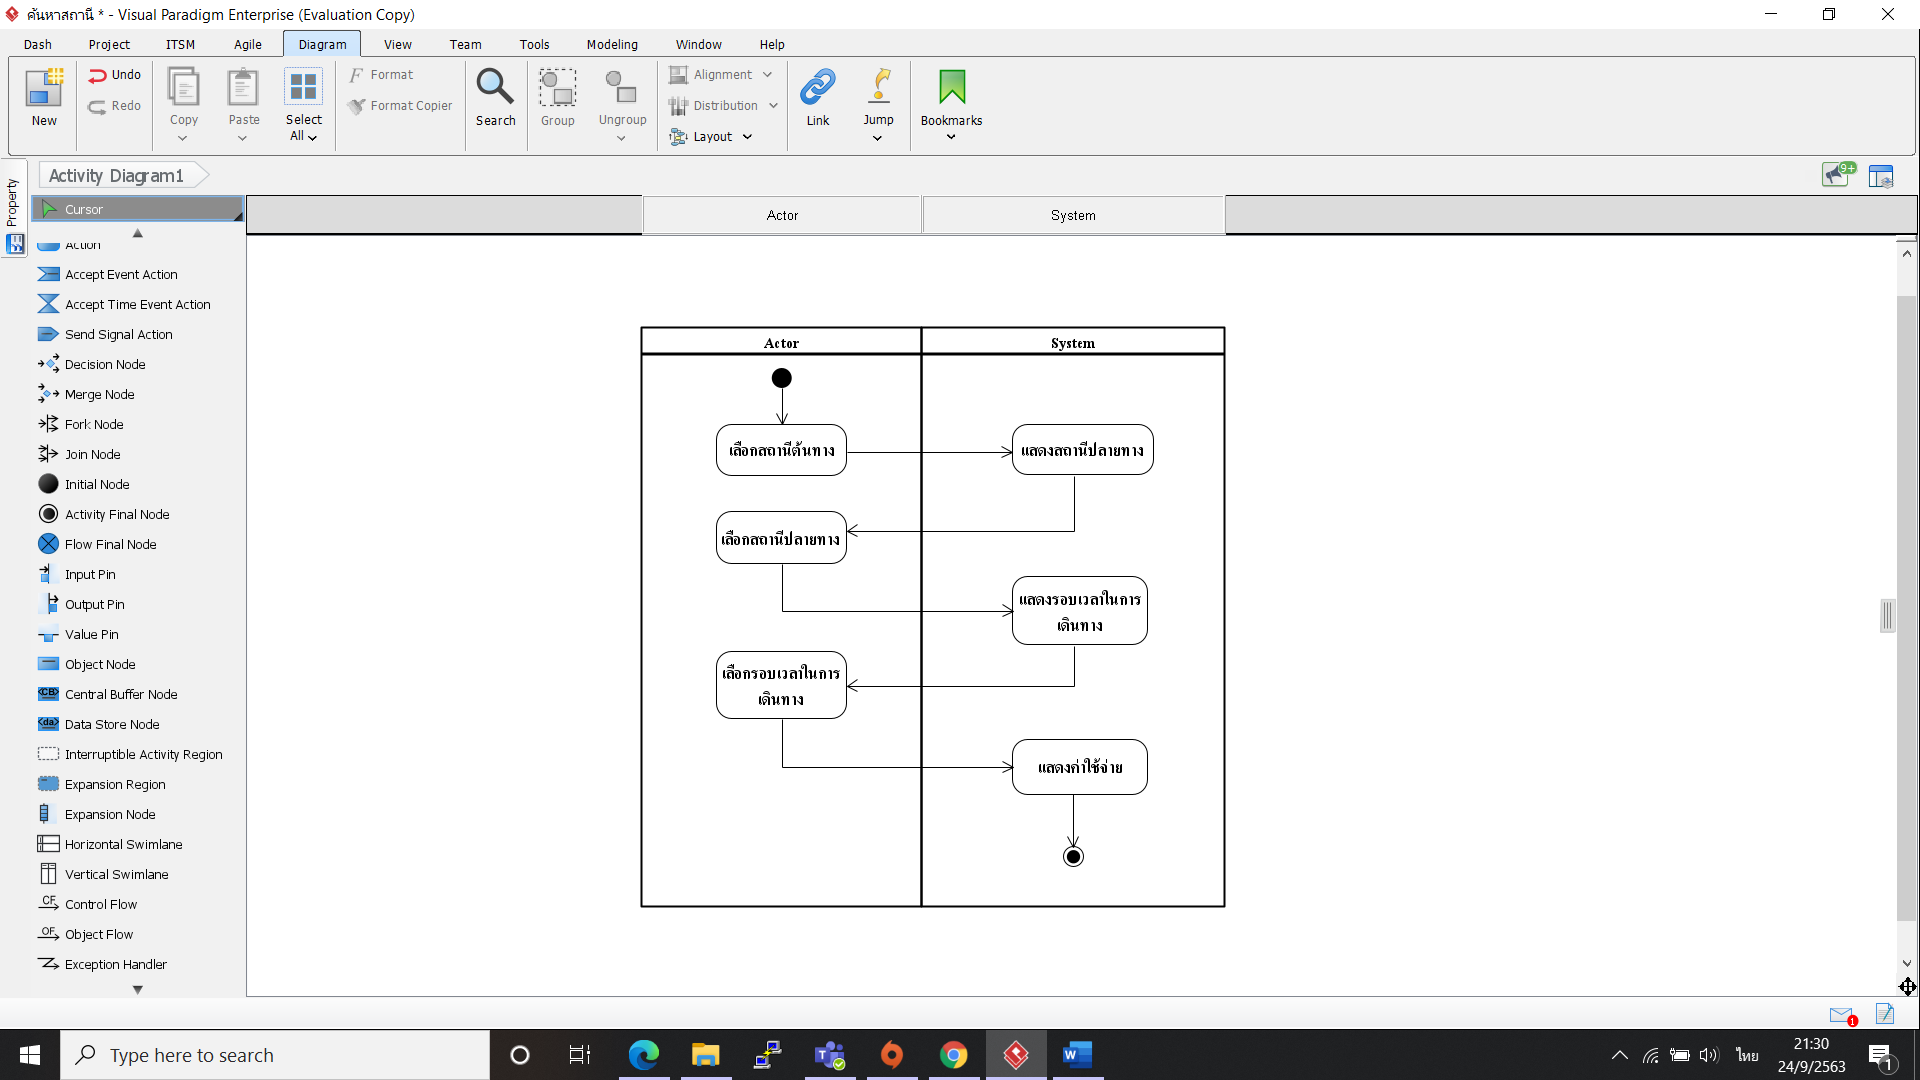 ค้นหาสถานี * - Visual Paradigm Enterprise (Evaluation Copy)
Dash Project ITSM Agile Diagram View Team Tools Modeling Window Help
New Undo Redo Copy Paste Select All Format Format Copier Search Group Ungroup Alignment Distribution Layout Link Jump Bookmarks
Property
Activity Diagram1
9+
Cursor
Actor System
Action
Accept Event Action
Accept Time Event Action
Send Signal Action
Decision Node
Merge Node
Fork Node
Join Node
Initial Node
Activity Final Node
Flow Final Node
Input Pin
Output Pin
Value Pin
Object Node
<CB> Central Buffer Node
<da> Data Store Node
Interruptible Activity Region
Expansion Region
Expansion Node
Horizontal Swimlane
Vertical Swimlane
CF Control Flow
OF Object Flow
Exception Handler
Actor System
เลือกสถานีต้นทาง
แสดงสถานีปลายทาง
เลือกสถานีปลายทาง
แสดงรอบเวลาในการ
เดินทาง
เลือกรอบเวลาในการ
เดินทาง
แสดงค่าใช้จ่าย
1
Type here to search
ไทย
21:30
24/9/2563
1